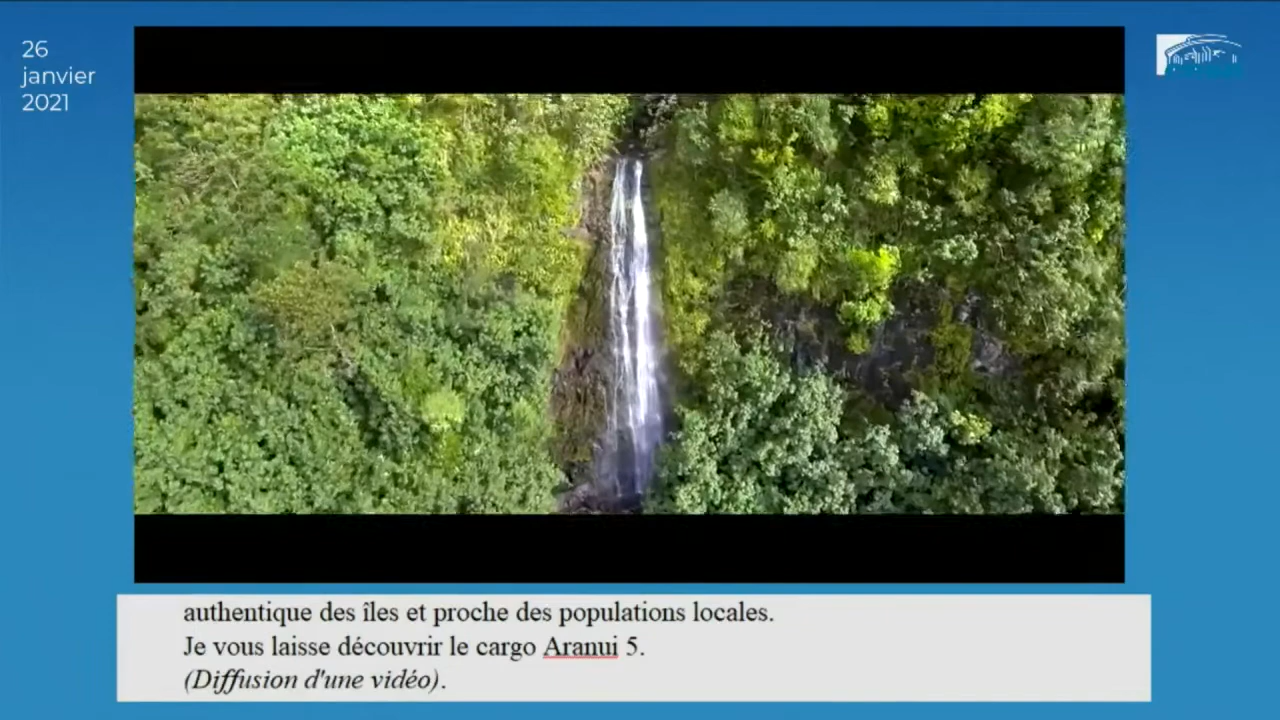 26
janvier
2021
authentique des îles et proche des populations locales.
Je vous laisse découvrir le cargo Aranui 5.
(Diffusion d'une vidéo).